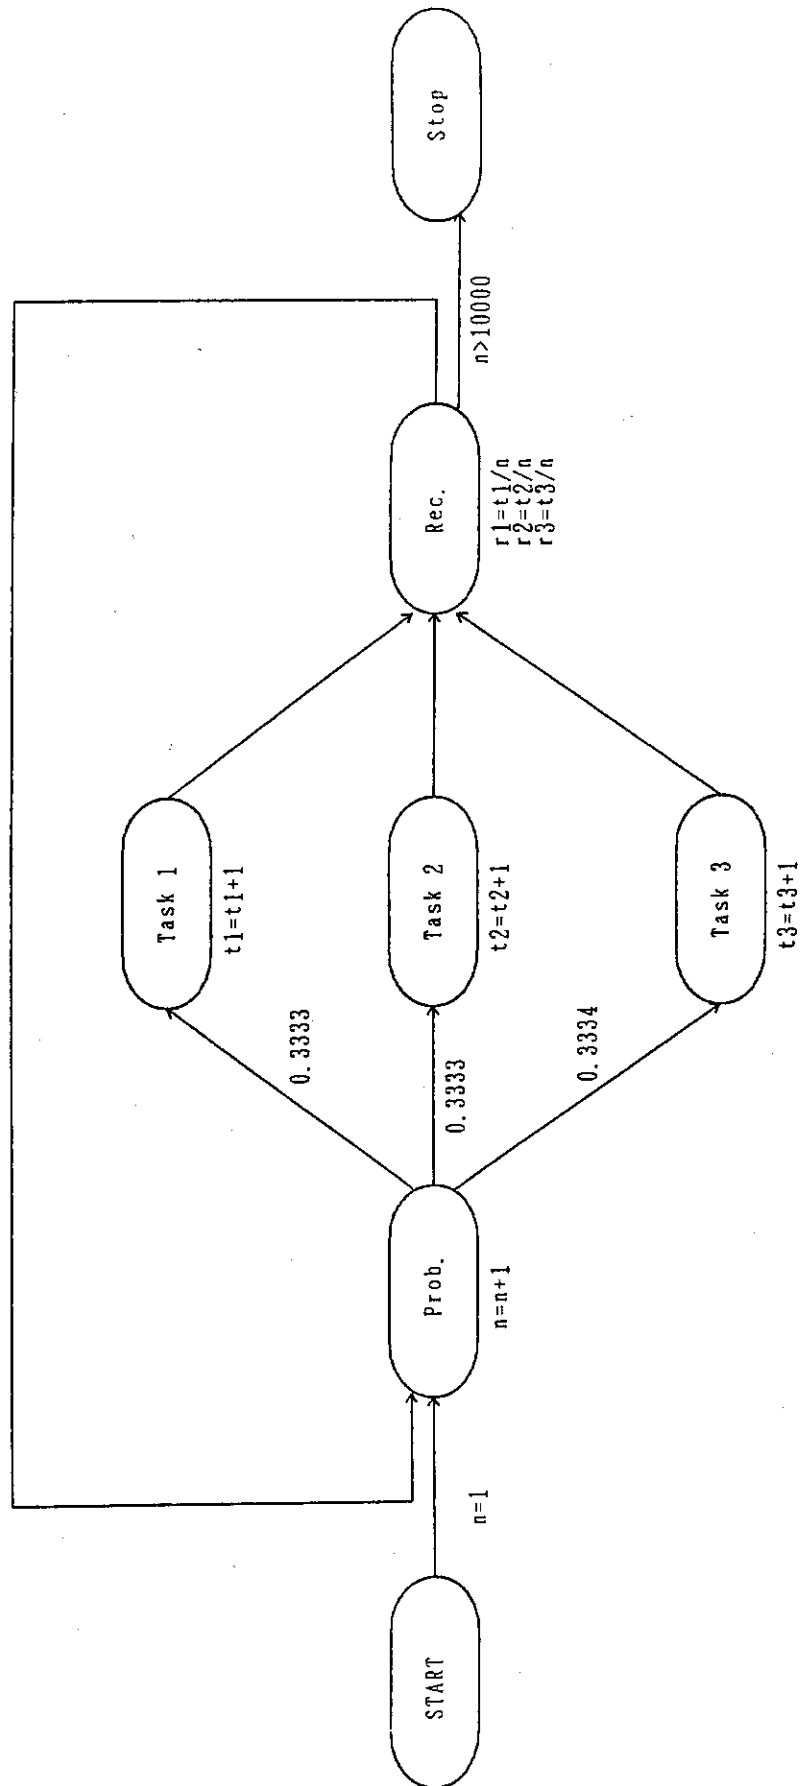 START
n=1
Prob.
n=n+1
0.3333
0.3333
0.3334
Task 1
t1=t1+1
Task 2
t2=t2+1
Task 3
t3=t3+1
Rec.
r1=t1/n
r2=t2/n
r3=t3/n
n>10000
Stop